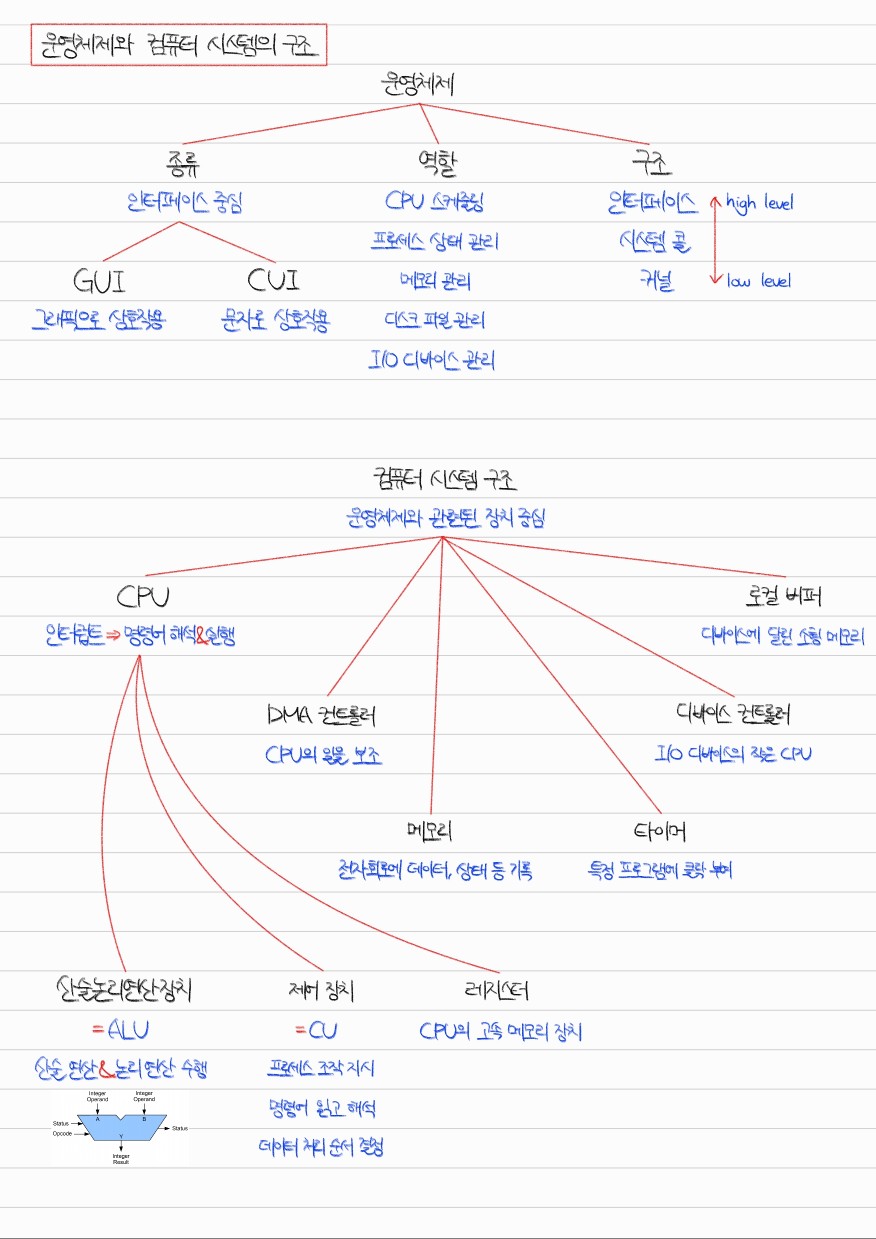 운영체제와 컴퓨터 시스템의 구조
운영체제
종류 역할 구조
인터페이스 중심 CPU 스케줄링 인터페이스 high level
프로세스 상태 관리 시스템 콜
GUI CUI 메모리 관리 커널 low level
그래픽으로 상호작용 문자로 상호작용 디스크 파일 관리
I/O 디바이스 관리
컴퓨터 시스템 구조
운영체제와 관련된 장치 중심
CPU 로컬 버퍼
인터럽트 ⇒ 명령어 해석&실행 디바이스에 달린 소형 메모리
DMA 컨트롤러 디바이스 컨트롤러
CPU의 일을 보조 I/O 디바이스의 작은 CPU
메모리 타이머
전자회로에 데이터, 상태 등 기록 특정 프로그램에 클락 부여
산술논리연산장치 제어 장치 레지스터
=ALU =CU CPU의 고속 메모리 장치
산술 연산&논리 연산 수행 프로세스 조작 지시
Integer Operand Integer Operand
명령어 읽고 해석
A B
Status Status
Opcode
Y
데이터 처리 순서 결정
Integer Result